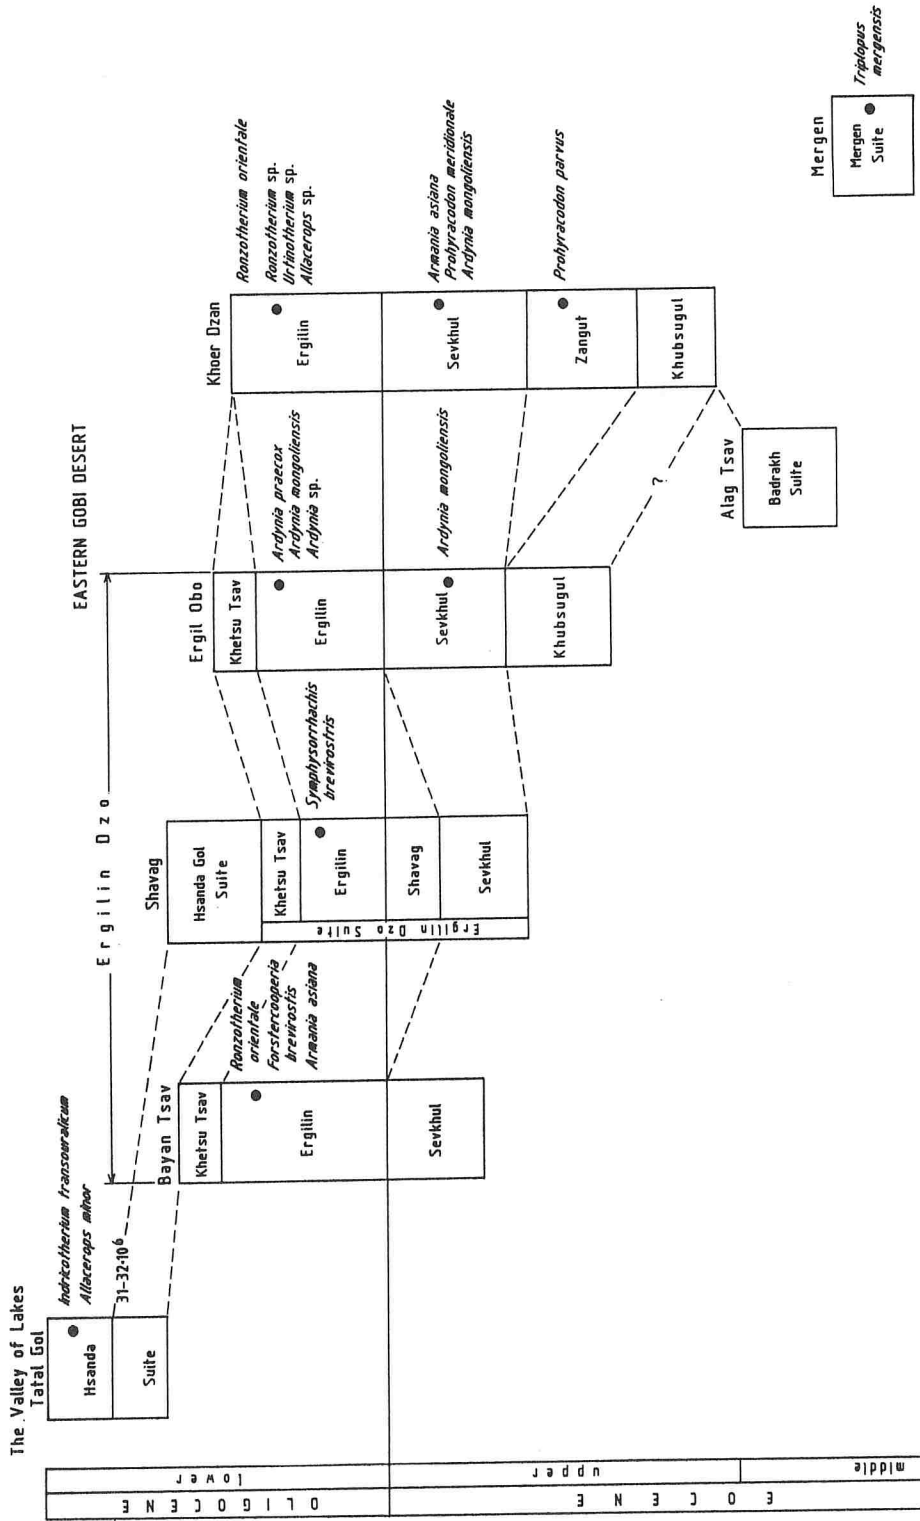 The Valley of Lakes
Tatal Gol
Hsanda
Suite
Indricotherium transouralicum
Allacerops minor
31-32·10⁶
EASTERN GOBI DESERT
Ergilin Dzo
Bayan Tsav
Khetsu Tsav
Ergilin
Sevkhul
Ronzotherium
orientale
Forstercooperia
brevirostis
Armania asiana
Shavag
Hsanda Gol
Suite
Khetsu Tsav
Ergilin
Shavag
Sevkhul
Ergilin Dzo Suite
Symphysorrhachis
brevirostris
Ergil Obo
Khetsu Tsav
Ergilin
Sevkhul
Khubsugul
Ardynia praecox
Ardynia mongoliensis
Ardynia sp.
Ardynia mongoliensis
?
Khoer Dzan
Ergilin
Sevkhul
Zangut
Khubsugul
Ronzotherium orientale
Ronzotherium sp.
Urtinotherium sp.
Allacerops sp.
Armania asiana
Prohyracodon meridionale
Ardynia mongoliensis
Prohyracodon parvus
Alag Tsav
Badrakh
Suite
Mergen
Mergen
Suite
Triplopus
mergensis
OLIGOCENE
lower
EOCENE
upper
middle